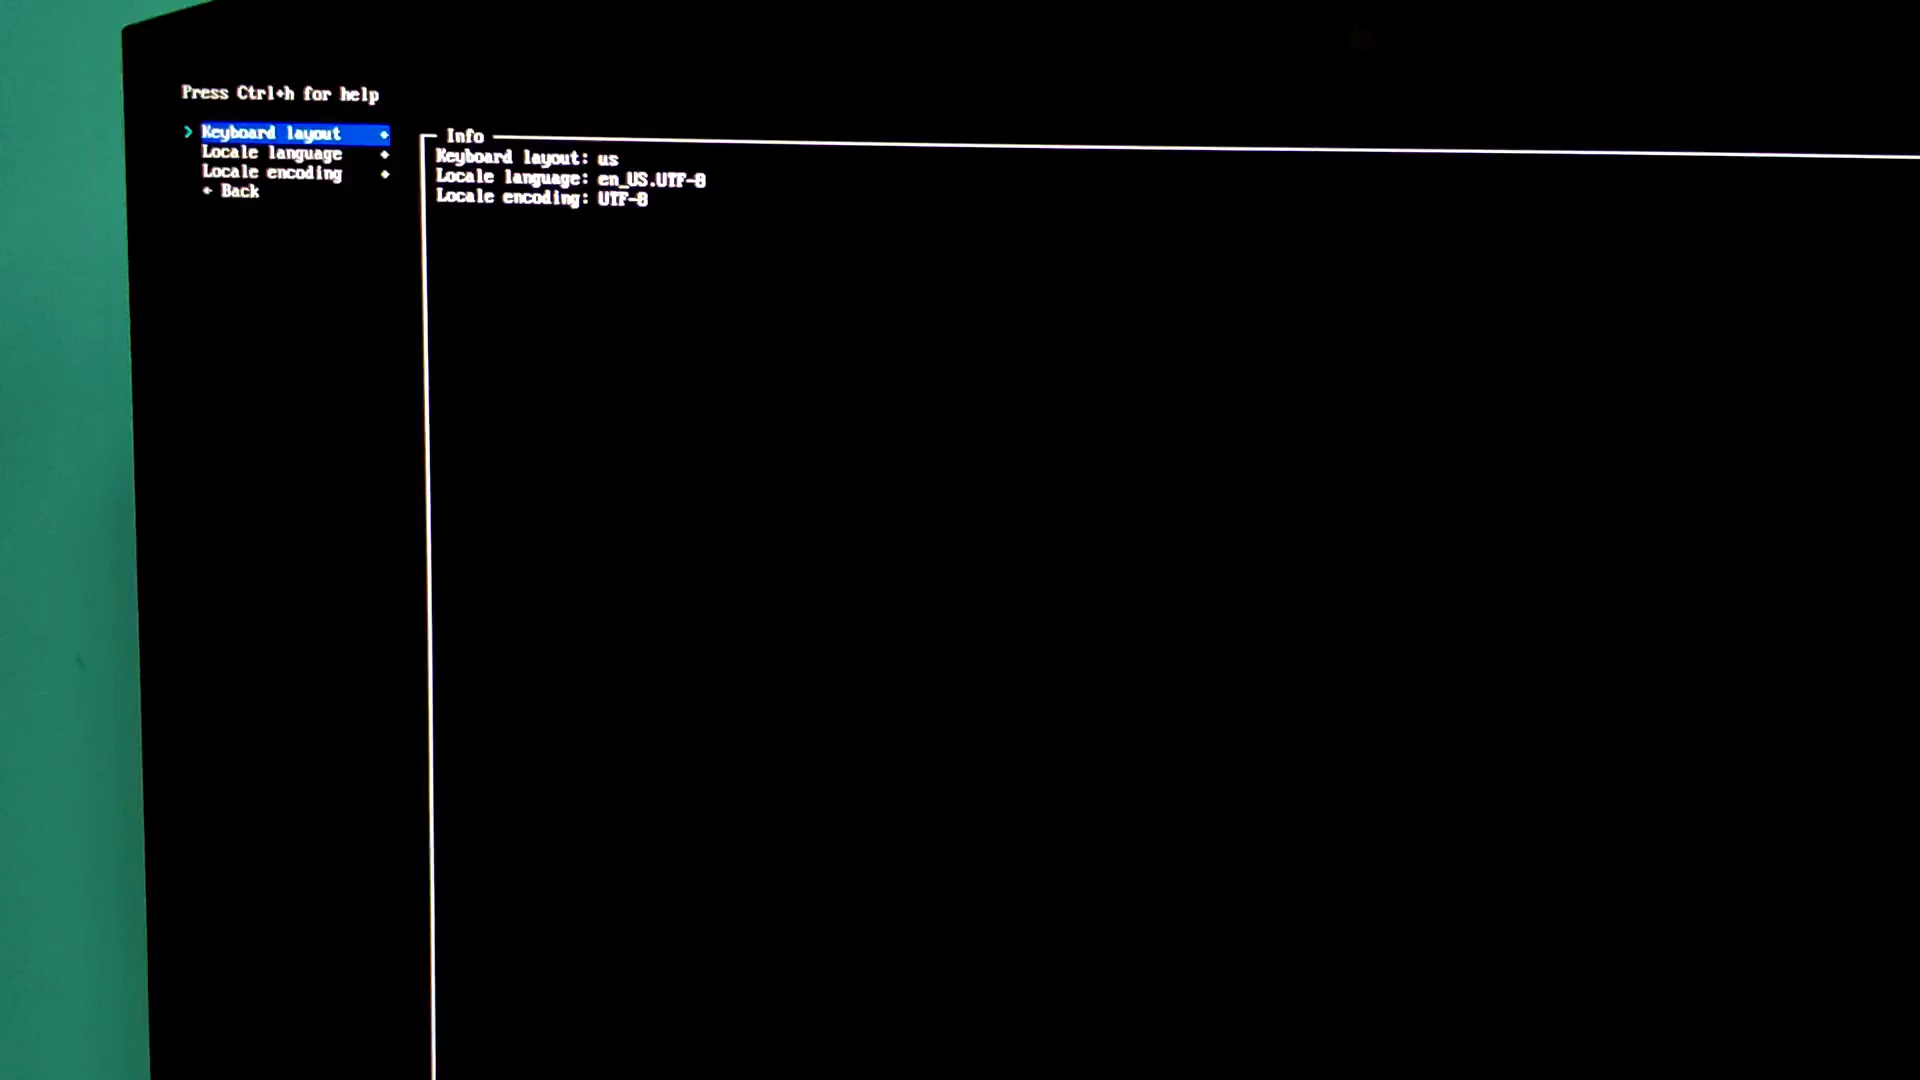 Press Ctrl+h for help
> Keyboard layout
Locale language
Locale encoding
Back
Info
Keyboard layout: us
Locale language: en_US.UTF-8
Locale encoding: UTF-8